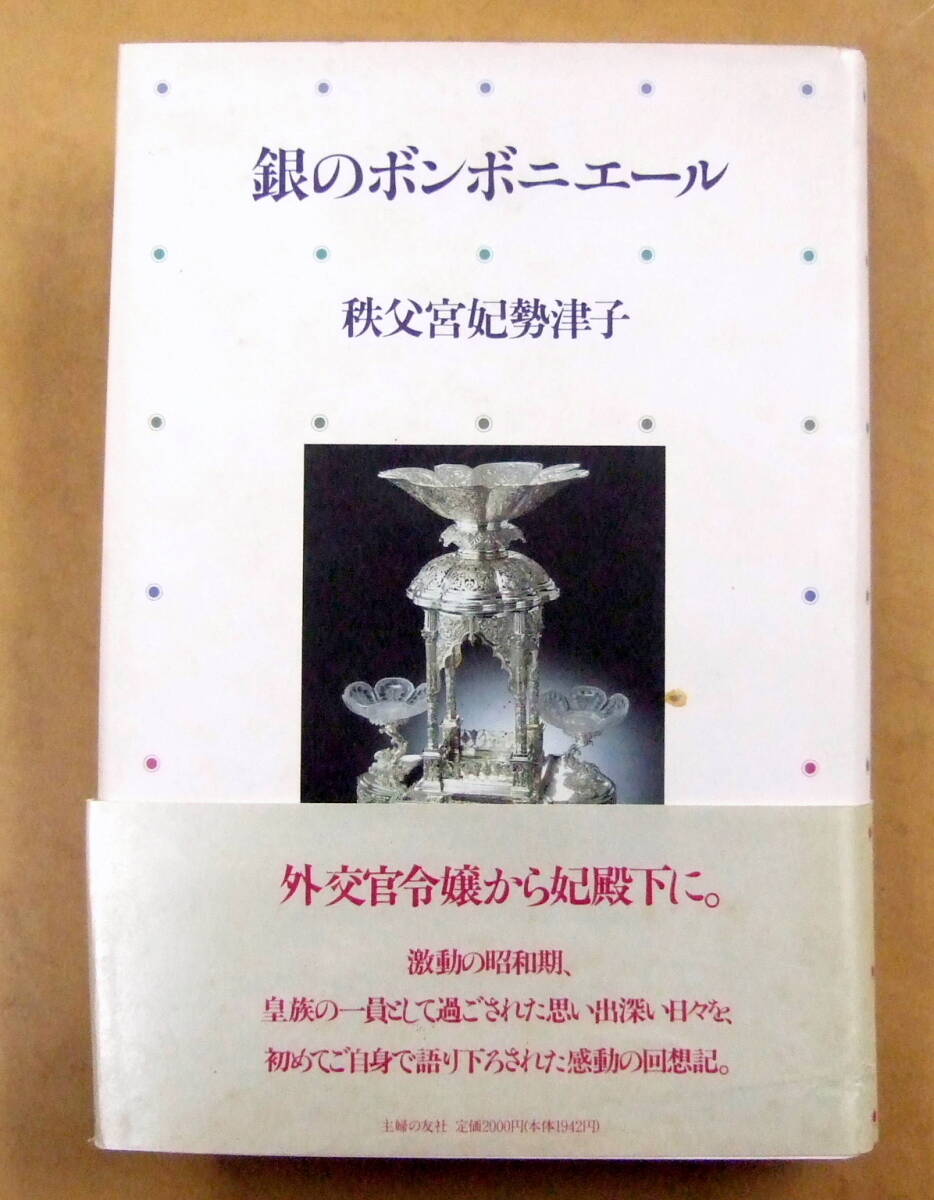 銀のボンボニエール
秩父宮妃勢津子
外交官令嬢から妃殿下に。
激動の昭和期、
皇族の一員として過ごされた思い出深い日々を、
初めてご自身で語り下ろされた感動の回想記。
主婦の友社 定価2000円(本体1942円)